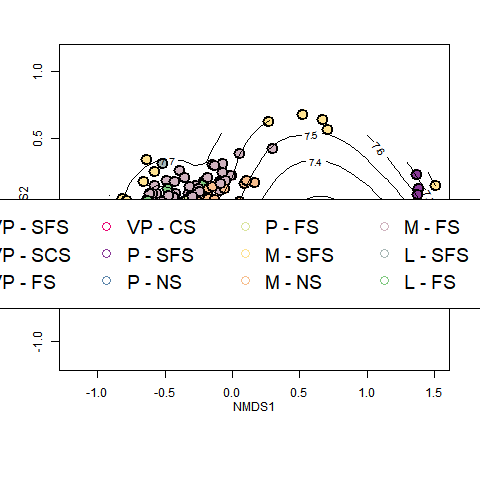 1.0
0.5
7.5
7.6
7
7.4
S2
VP - SFS VP - CS P - FS M - FS
VP - SCS P - SFS M - SFS L - SFS
VP - FS P - NS M - NS L - FS
-1.0
-1.0 -0.5 0.0 0.5 1.0 1.5
NMDS1